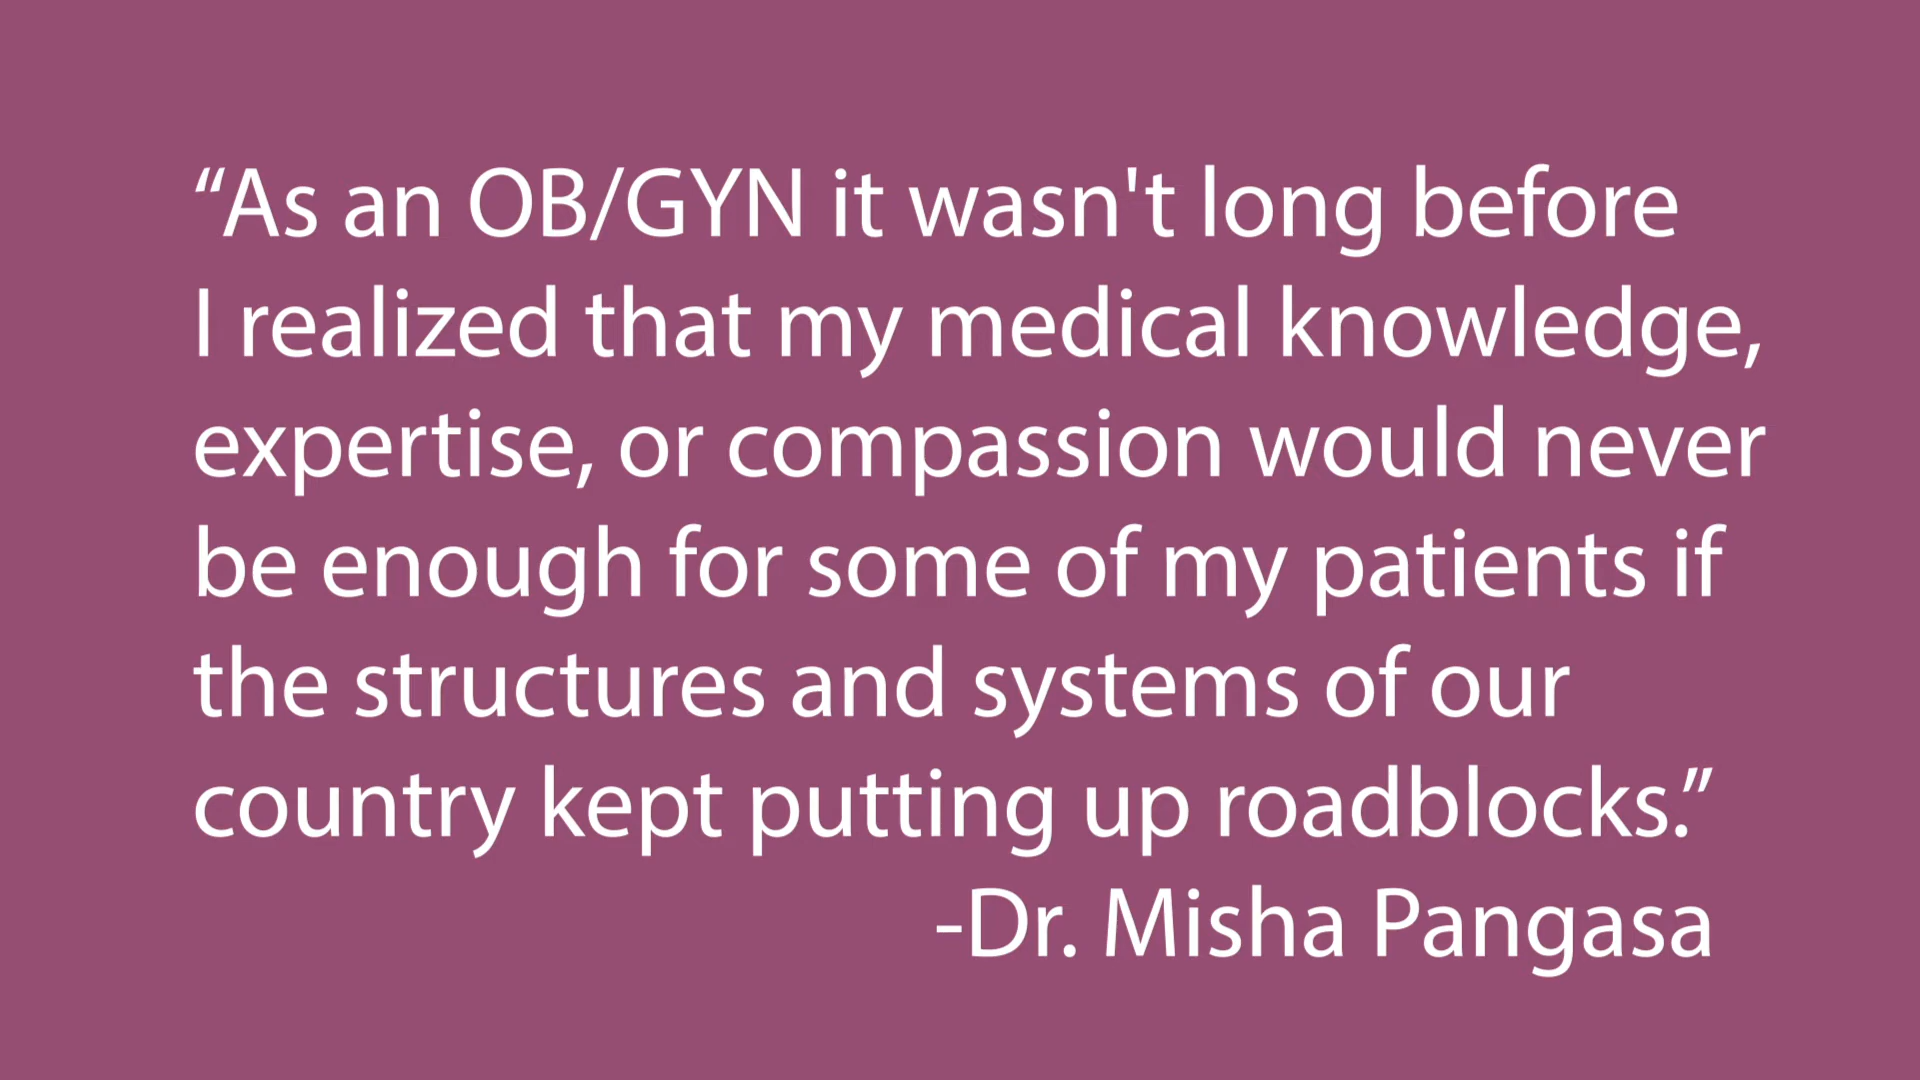 “As an OB/GYN it wasn't long before
I realized that my medical knowledge,
expertise, or compassion would never
be enough for some of my patients if
the structures and systems of our
country kept putting up roadblocks.”
-Dr. Misha Pangasa